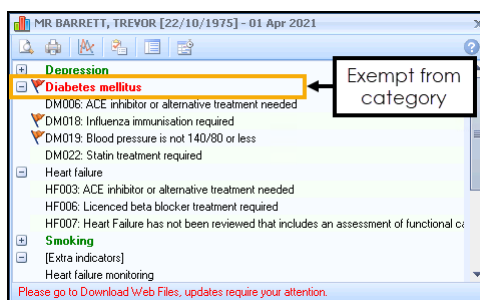 MR BARRETT, TREVOR [22/10/1975] - 01 Apr 2021
Depression
Diabetes mellitus
Exempt from
category
DM006: ACE inhibitor or alternative treatment needed
DM018: Influenza immunisation required
DM019: Blood pressure is not 140/80 or less
DM022: Statin treatment required
Heart failure
HF003: ACE inhibitor or alternative treatment needed
HF006: Licenced beta blocker treatment required
HF007: Heart Failure has not been reviewed that includes an assessment of functional
Smoking
[Extra indicators]
Heart failure monitoring
Please go to Download Web Files, updates require your attention.